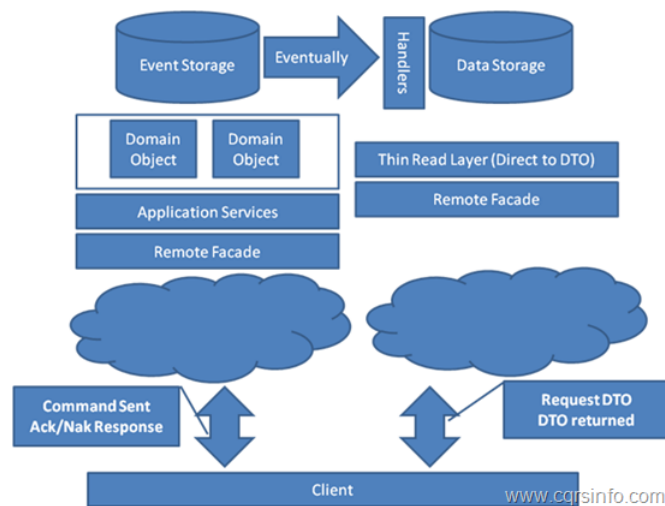 Event Storage
Eventually
Handlers
Data Storage
Domain
Object
Domain
Object
Thin Read Layer (Direct to DTO)
Application Services
Remote Facade
Remote Facade
Command Sent
Ack/Nak Response
Request DTO
DTO returned
Client
www.cqrsinfo.com